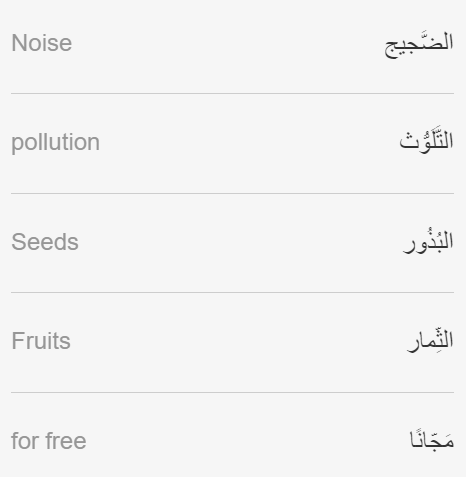 Noise الضَّجيج
pollution التَّلَوُّث
Seeds البُذُور
Fruits الثِّمار
for free مَجّانًا